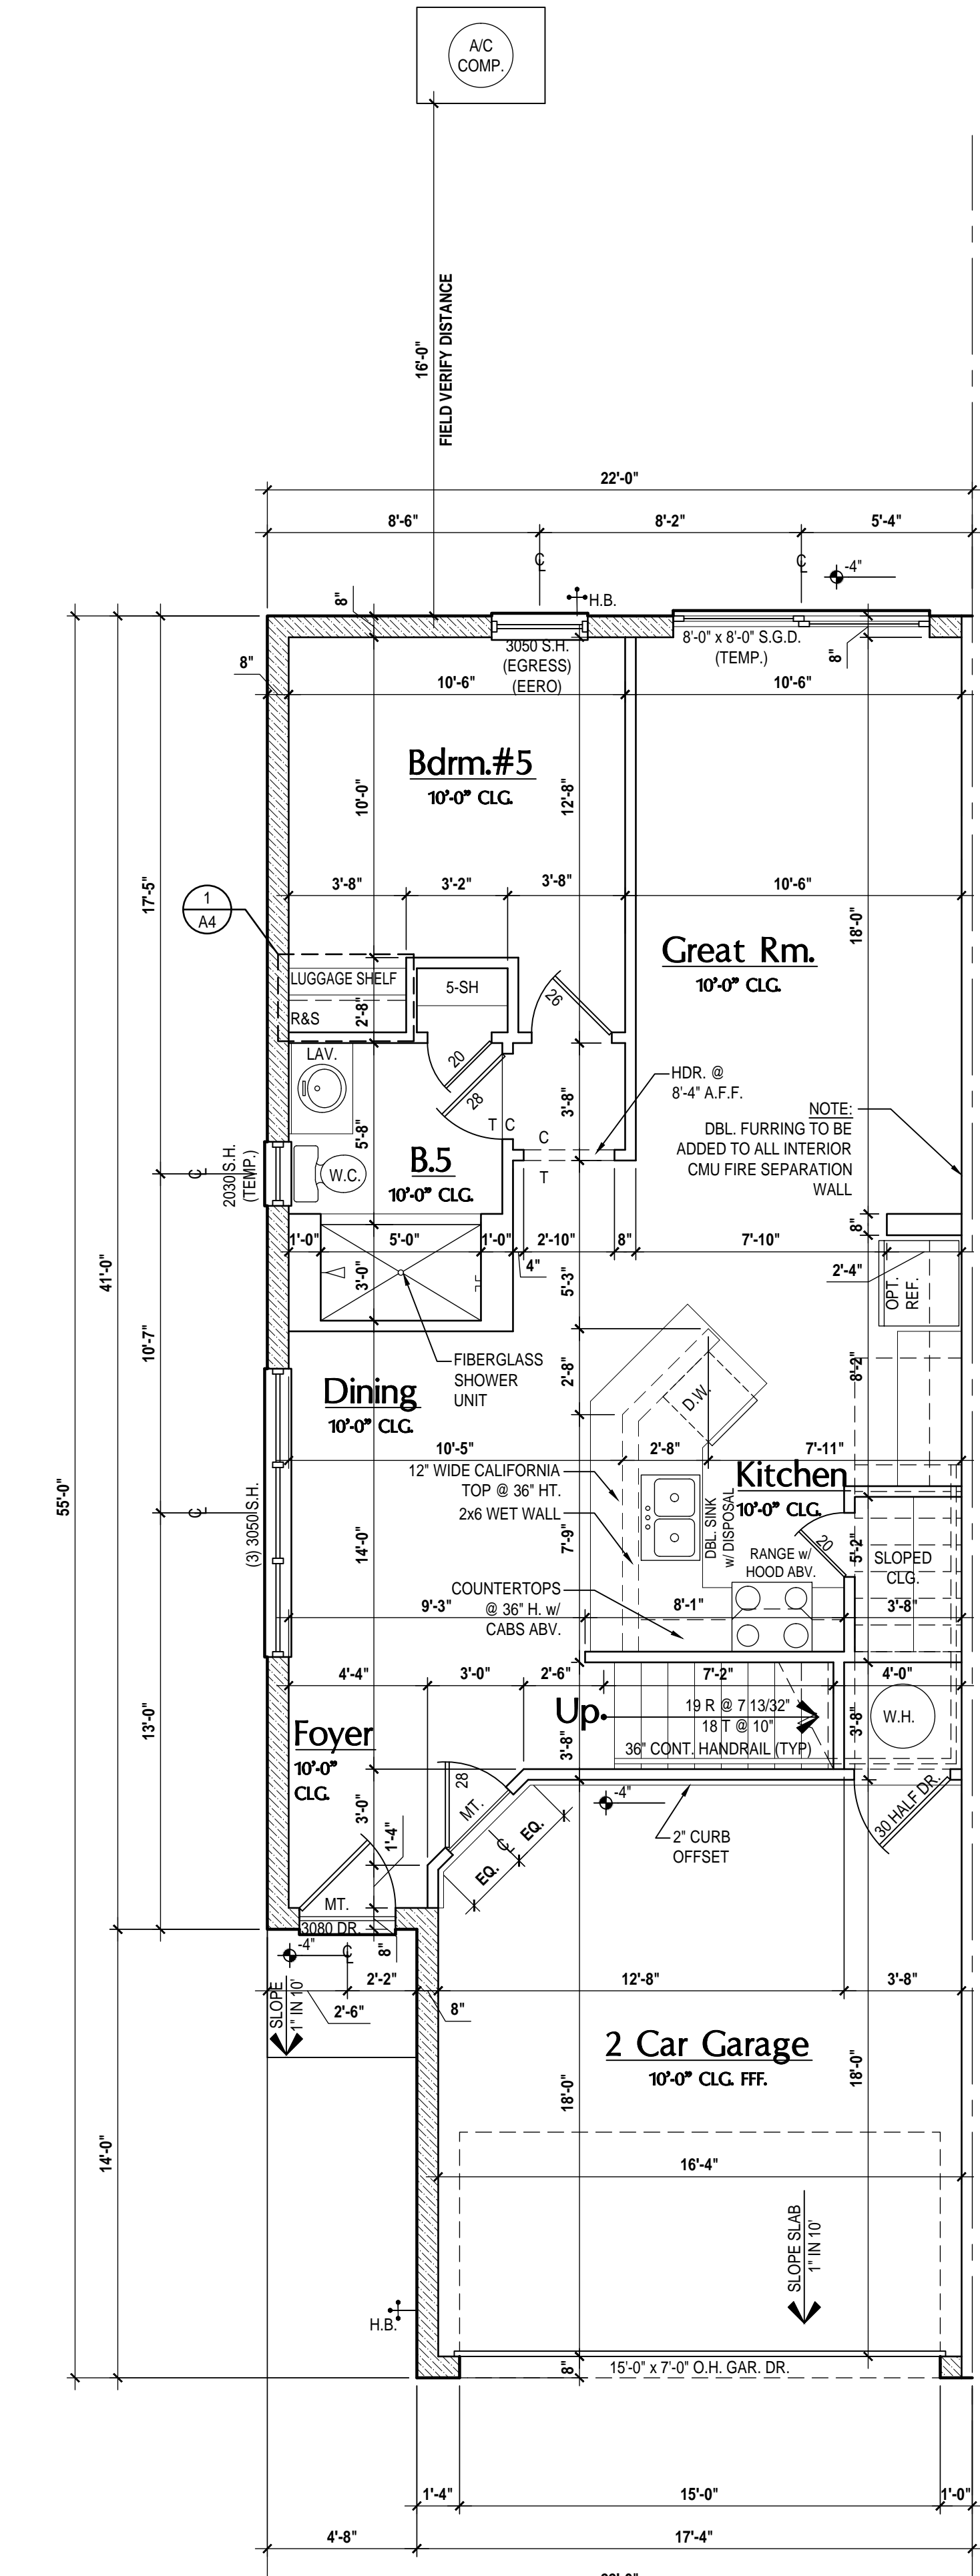 A/C
COMP.
16'-0"
FIELD VERIFY DISTANCE
22'-0"
8'-6"
8'-2"
5'-4"
C
L
C
L
-4"
8"
H.B.
3050 S.H.
(EGRESS)
(EERO)
8'-0" x 8'-0" S.G.D.
(TEMP.)
8"
8"
10'-6"
10'-6"
Bdrm.#5
10'-0" CLG.
10'-0"
12'-8"
3'-8"
3'-2"
3'-8"
10'-6"
17'-5"
1
A4
18'-0"
Great Rm.
10'-0" CLG.
LUGGAGE SHELF
5-SH
26
2'-8"
R&S
LAV.
20
28
HDR. @
8'-4" A.F.F.
3'-8"
NOTE:
DBL. FURRING TO BE
ADDED TO ALL INTERIOR
CMU FIRE SEPARATION
WALL
5'-8"
T C
C
T
2030 S.H.
(TEMP.)
C
L
W.C.
B.5
10'-0" CLG.
8"
1'-0"
5'-0"
1'-0"
2'-10"
8"
7'-10"
4"
2'-4"
3'-0"
5'-3"
OPT.
REF.
41'-0"
10'-7"
FIBERGLASS
SHOWER
UNIT
2'-8"
8'-2"
Dining
10'-0" CLG.
D.W.
10'-5"
2'-8"
7'-11"
12" WIDE CALIFORNIA
TOP @ 36" HT.
Kitchen
10'-0" CLG.
55'-0"
(3) 3050 S.H.
C
L
2x6 WET WALL
DBL. SINK
w/ DISPOSAL
14'-0"
7'-9"
20
5'-2"
RANGE w/
HOOD ABV.
SLOPED
CLG.
COUNTERTOPS
@ 36" H. w/
CABS ABV.
9'-3"
8'-1"
3'-8"
4'-4"
3'-0"
2'-6"
7'-2"
4'-0"
13'-0"
Foyer
10'-0"
CLG.
Up
19 R @ 7 13/32"
18 T @ 10"
36" CONT. HANDRAIL (TYP)
3'-8"
3'-8"
W.H.
28
MT.
-4"
30 HALF DR.
3'-0"
1'-4"
EQ.
C
L
EQ.
2" CURB
OFFSET
MT.
3080 DR.
-4"
C
L
8"
SLOPE
1" IN 10'
2'-2"
2'-6"
8"
12'-8"
3'-8"
2 Car Garage
10'-0" CLG. FFF.
18'-0"
18'-0"
14'-0"
16'-4"
SLOPE SLAB
1" IN 10'
H.B.
8"
15'-0" x 7'-0" O.H. GAR. DR.
1'-4"
15'-0"
1'-0"
4'-8"
17'-4"